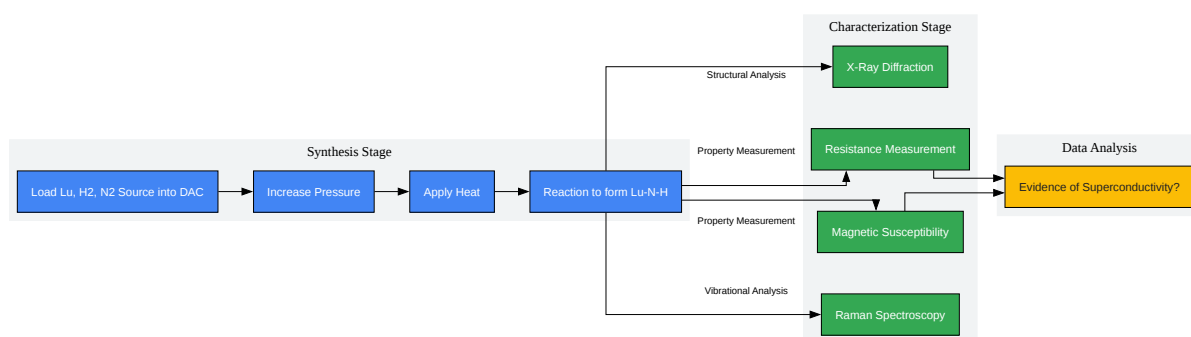 Characterization Stage
X-Ray Diffraction
Structural Analysis
Synthesis Stage
Property Measurement
Resistance Measurement
Data Analysis
Load Lu, H2, N2 Source into DAC
Increase Pressure
Apply Heat
Reaction to form Lu-N-H
Evidence of Superconductivity?
Property Measurement
Magnetic Susceptibility
Vibrational Analysis
Raman Spectroscopy